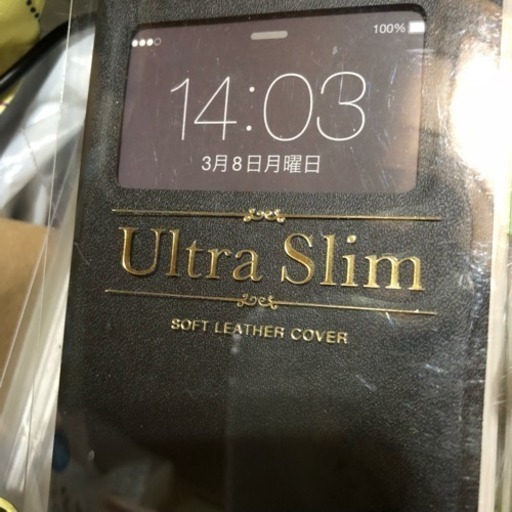 100%
14:03
3月8日月曜日
Ultra Slim
SOFT LEATHER COVER